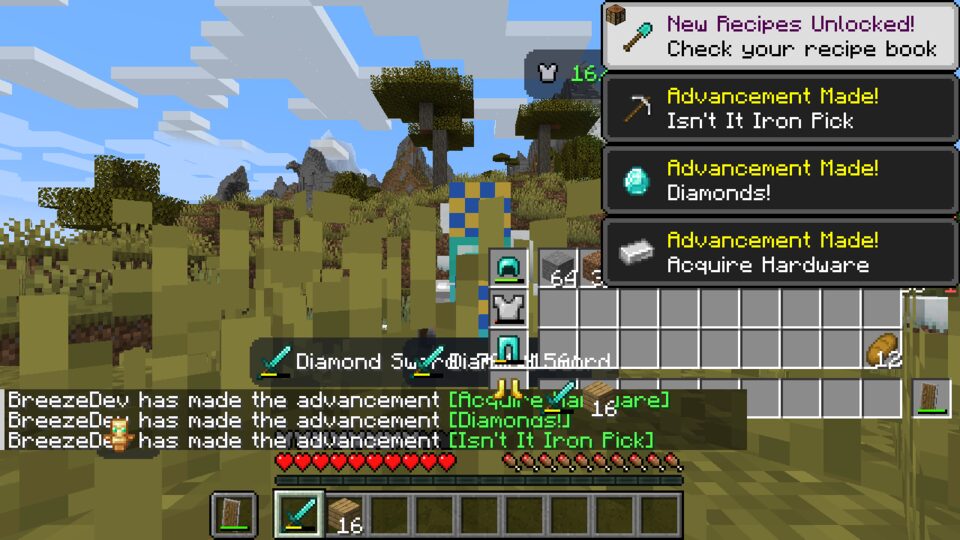 New Recipes Unlocked!
Check your recipe book
16.
Advancement Made!
Isn't It Iron Pick
Advancement Made!
Diamonds!
Advancement Made!
Acquire Hardware
64
12
Diamond
16
BreezeDev has made the advancement [Acquire Hardware]
BreezeDev has made the advancement [Diamonds!]
BreezeDev has made the advancement [Isn't It Iron Pick]
16